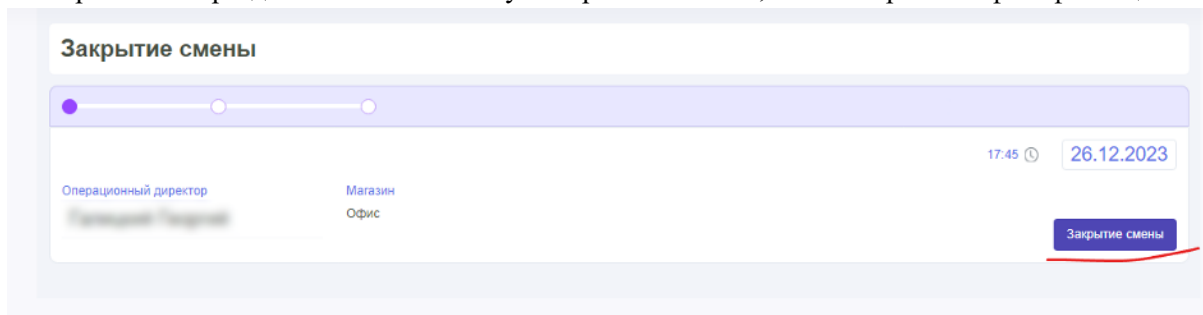 Закрытие смены
17:45
26.12.2023
Операционный директор
Магазин
Офис
Закрытие смены